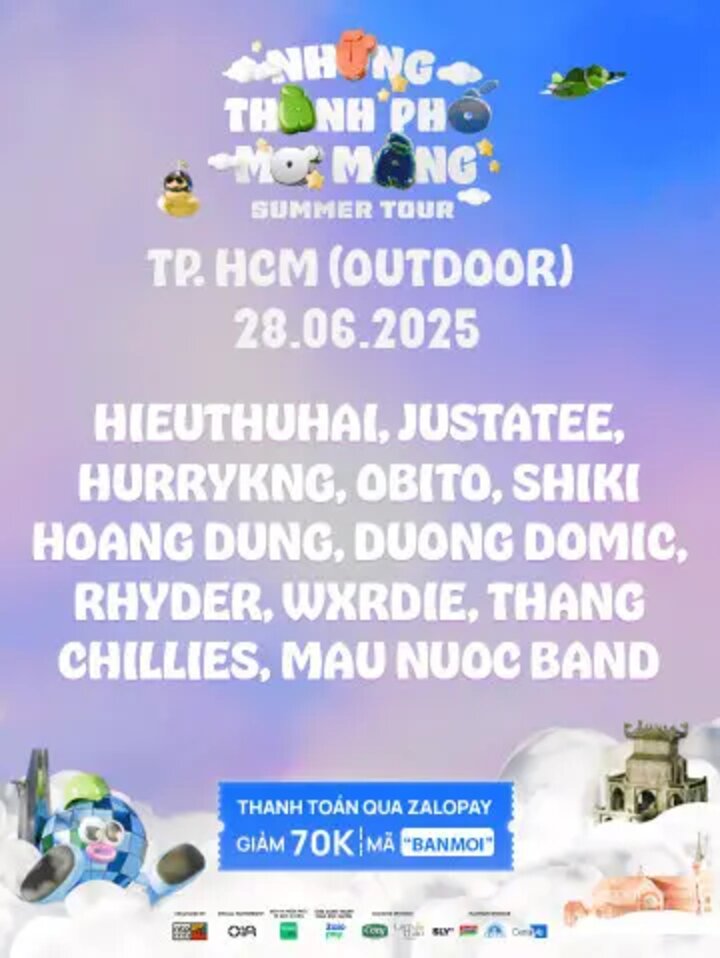 NHỮNG
THÀNH PHỐ
MƠ MÀNG
SUMMER TOUR
TP. HCM (OUTDOOR)
28.06.2025
HIEUTHUHAI, JUSTATEE,
HURRYKNG, OBITO, SHIKI
HOANG DUNG, DUONG DOMIC,
RHYDER, WXRDIE, THANG
CHILLIES, MAU NUOC BAND
THANH TOÁN QUA ZALOPAY
GIẢM 70K MÃ "BANMOI"